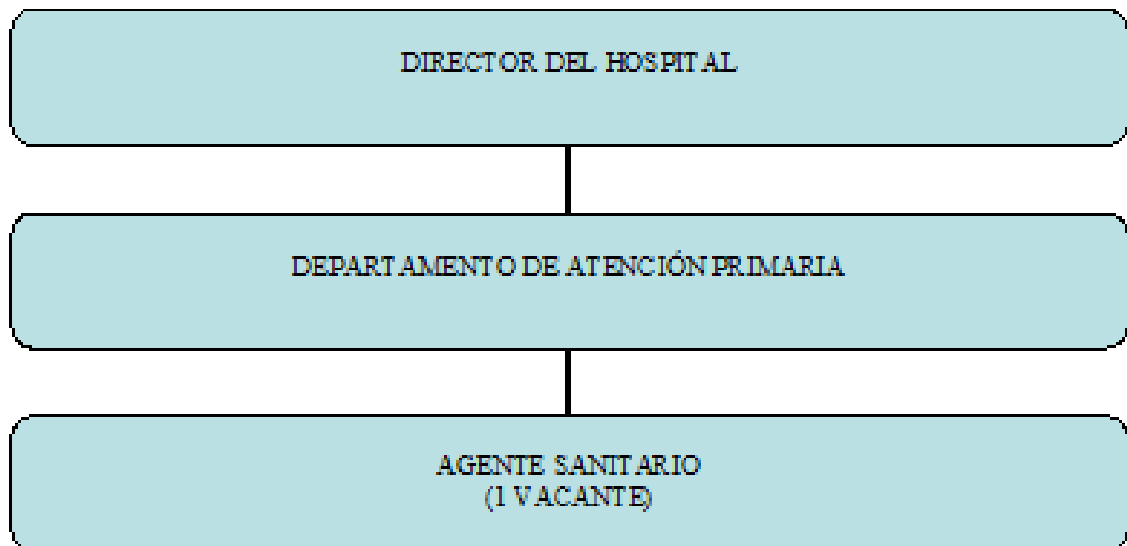 DIRECTOR DEL HOSPITAL
DEPARTAMENTO DE ATENCIÓN PRIMARIA
AGENTE SANITARIO
(1 VACANTE)